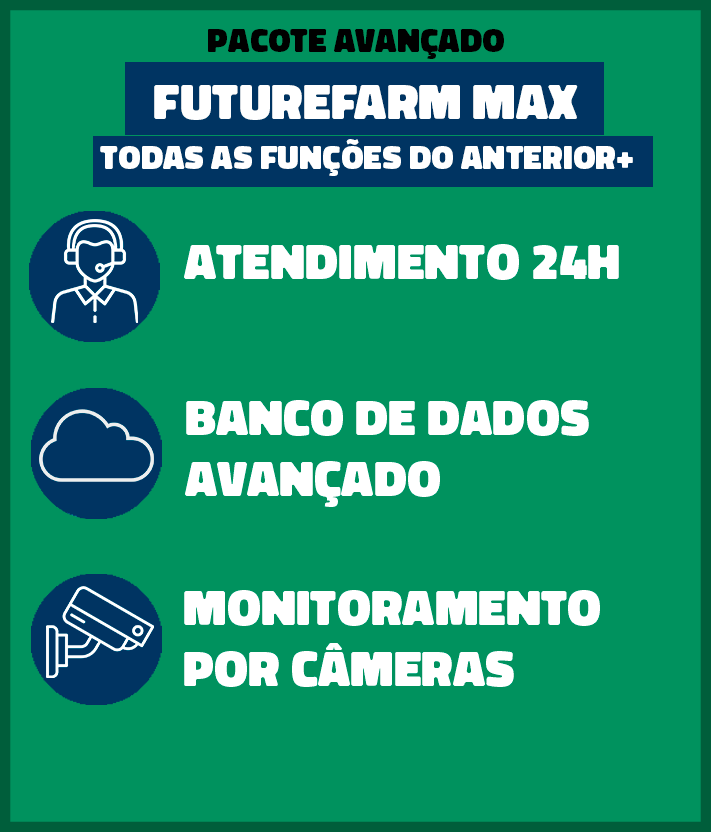 PACOTE AVANÇADO
FUTUREFARM MAX
TODAS AS FUNÇÕES DO ANTERIOR+
ATENDIMENTO 24H
BANCO DE DADOS
AVANÇADO
MONITORAMENTO
POR CÂMERAS